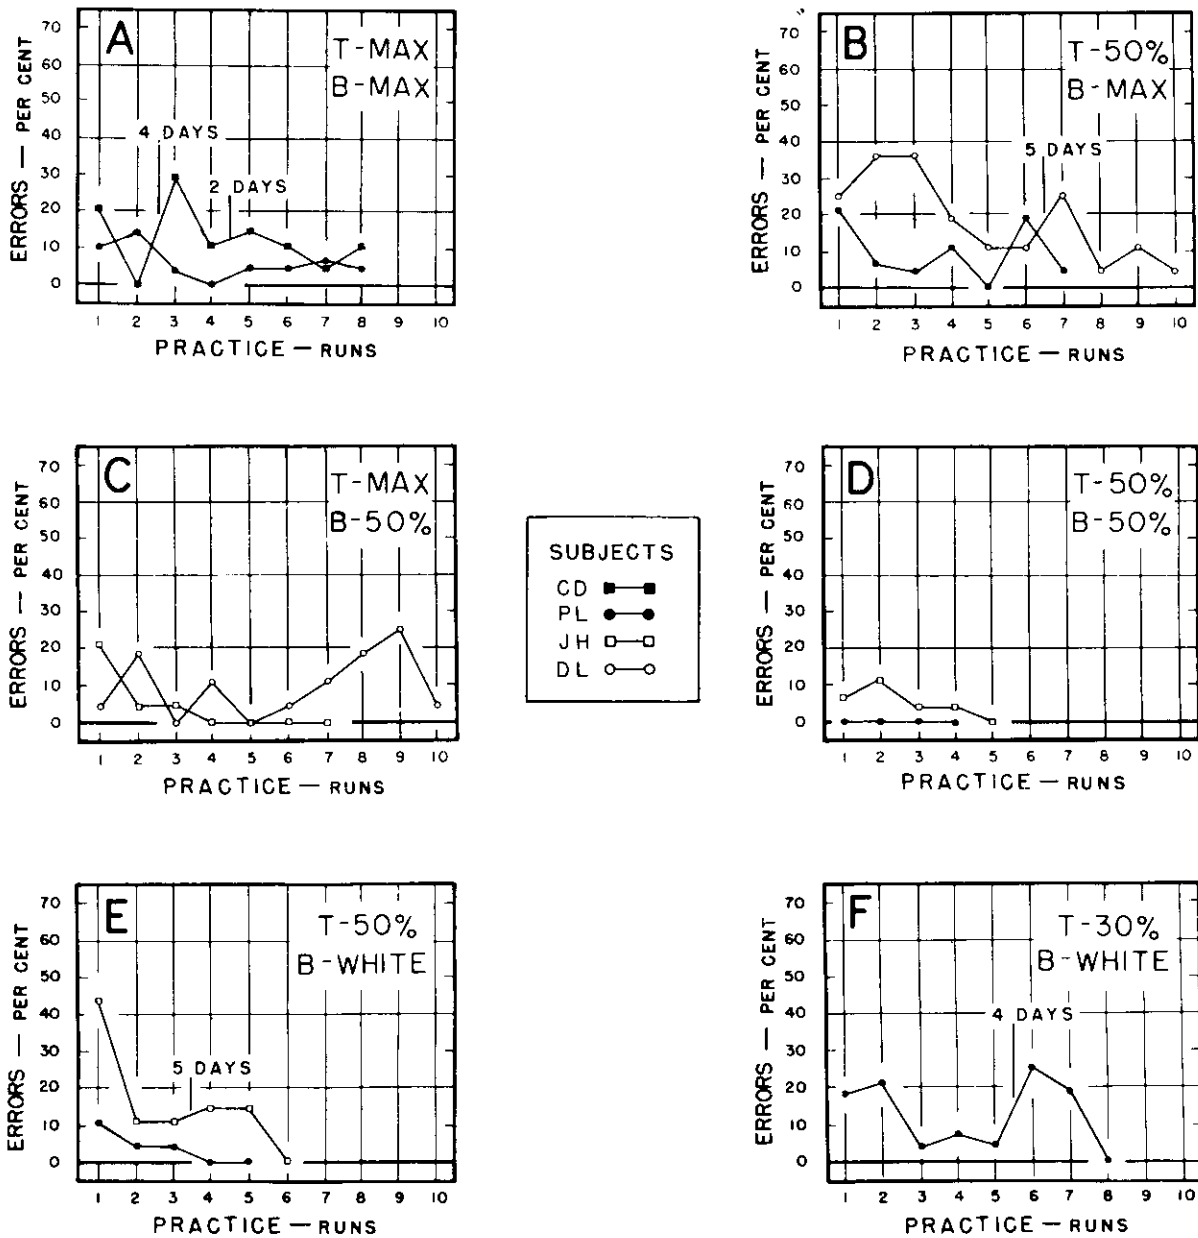 A
T-MAX
B-MAX
ERRORS — PER CENT
70
60
50
40
30
20
10
0
4 DAYS
2 DAYS
1 2 3 4 5 6 7 8 9 10
PRACTICE — RUNS
B
T-50%
B-MAX
ERRORS — PER CENT
70
60
50
40
30
20
10
0
5 DAYS
1 2 3 4 5 6 7 8 9 10
PRACTICE — RUNS
C
T-MAX
B-50%
ERRORS — PER CENT
70
60
50
40
30
20
10
0
1 2 3 4 5 6 7 8 9 10
PRACTICE — RUNS
SUBJECTS
CD
PL
JH
DL
D
T-50%
B-50%
ERRORS — PER CENT
70
60
50
40
30
20
10
0
1 2 3 4 5 6 7 8 9 10
PRACTICE — RUNS
E
T-50%
B-WHITE
ERRORS — PER CENT
70
60
50
40
30
20
10
0
5 DAYS
1 2 3 4 5 6 7 8 9 10
PRACTICE — RUNS
F
T-30%
B-WHITE
ERRORS — PER CENT
70
60
50
40
30
20
10
0
4 DAYS
1 2 3 4 5 6 7 8 9 10
PRACTICE — RUNS